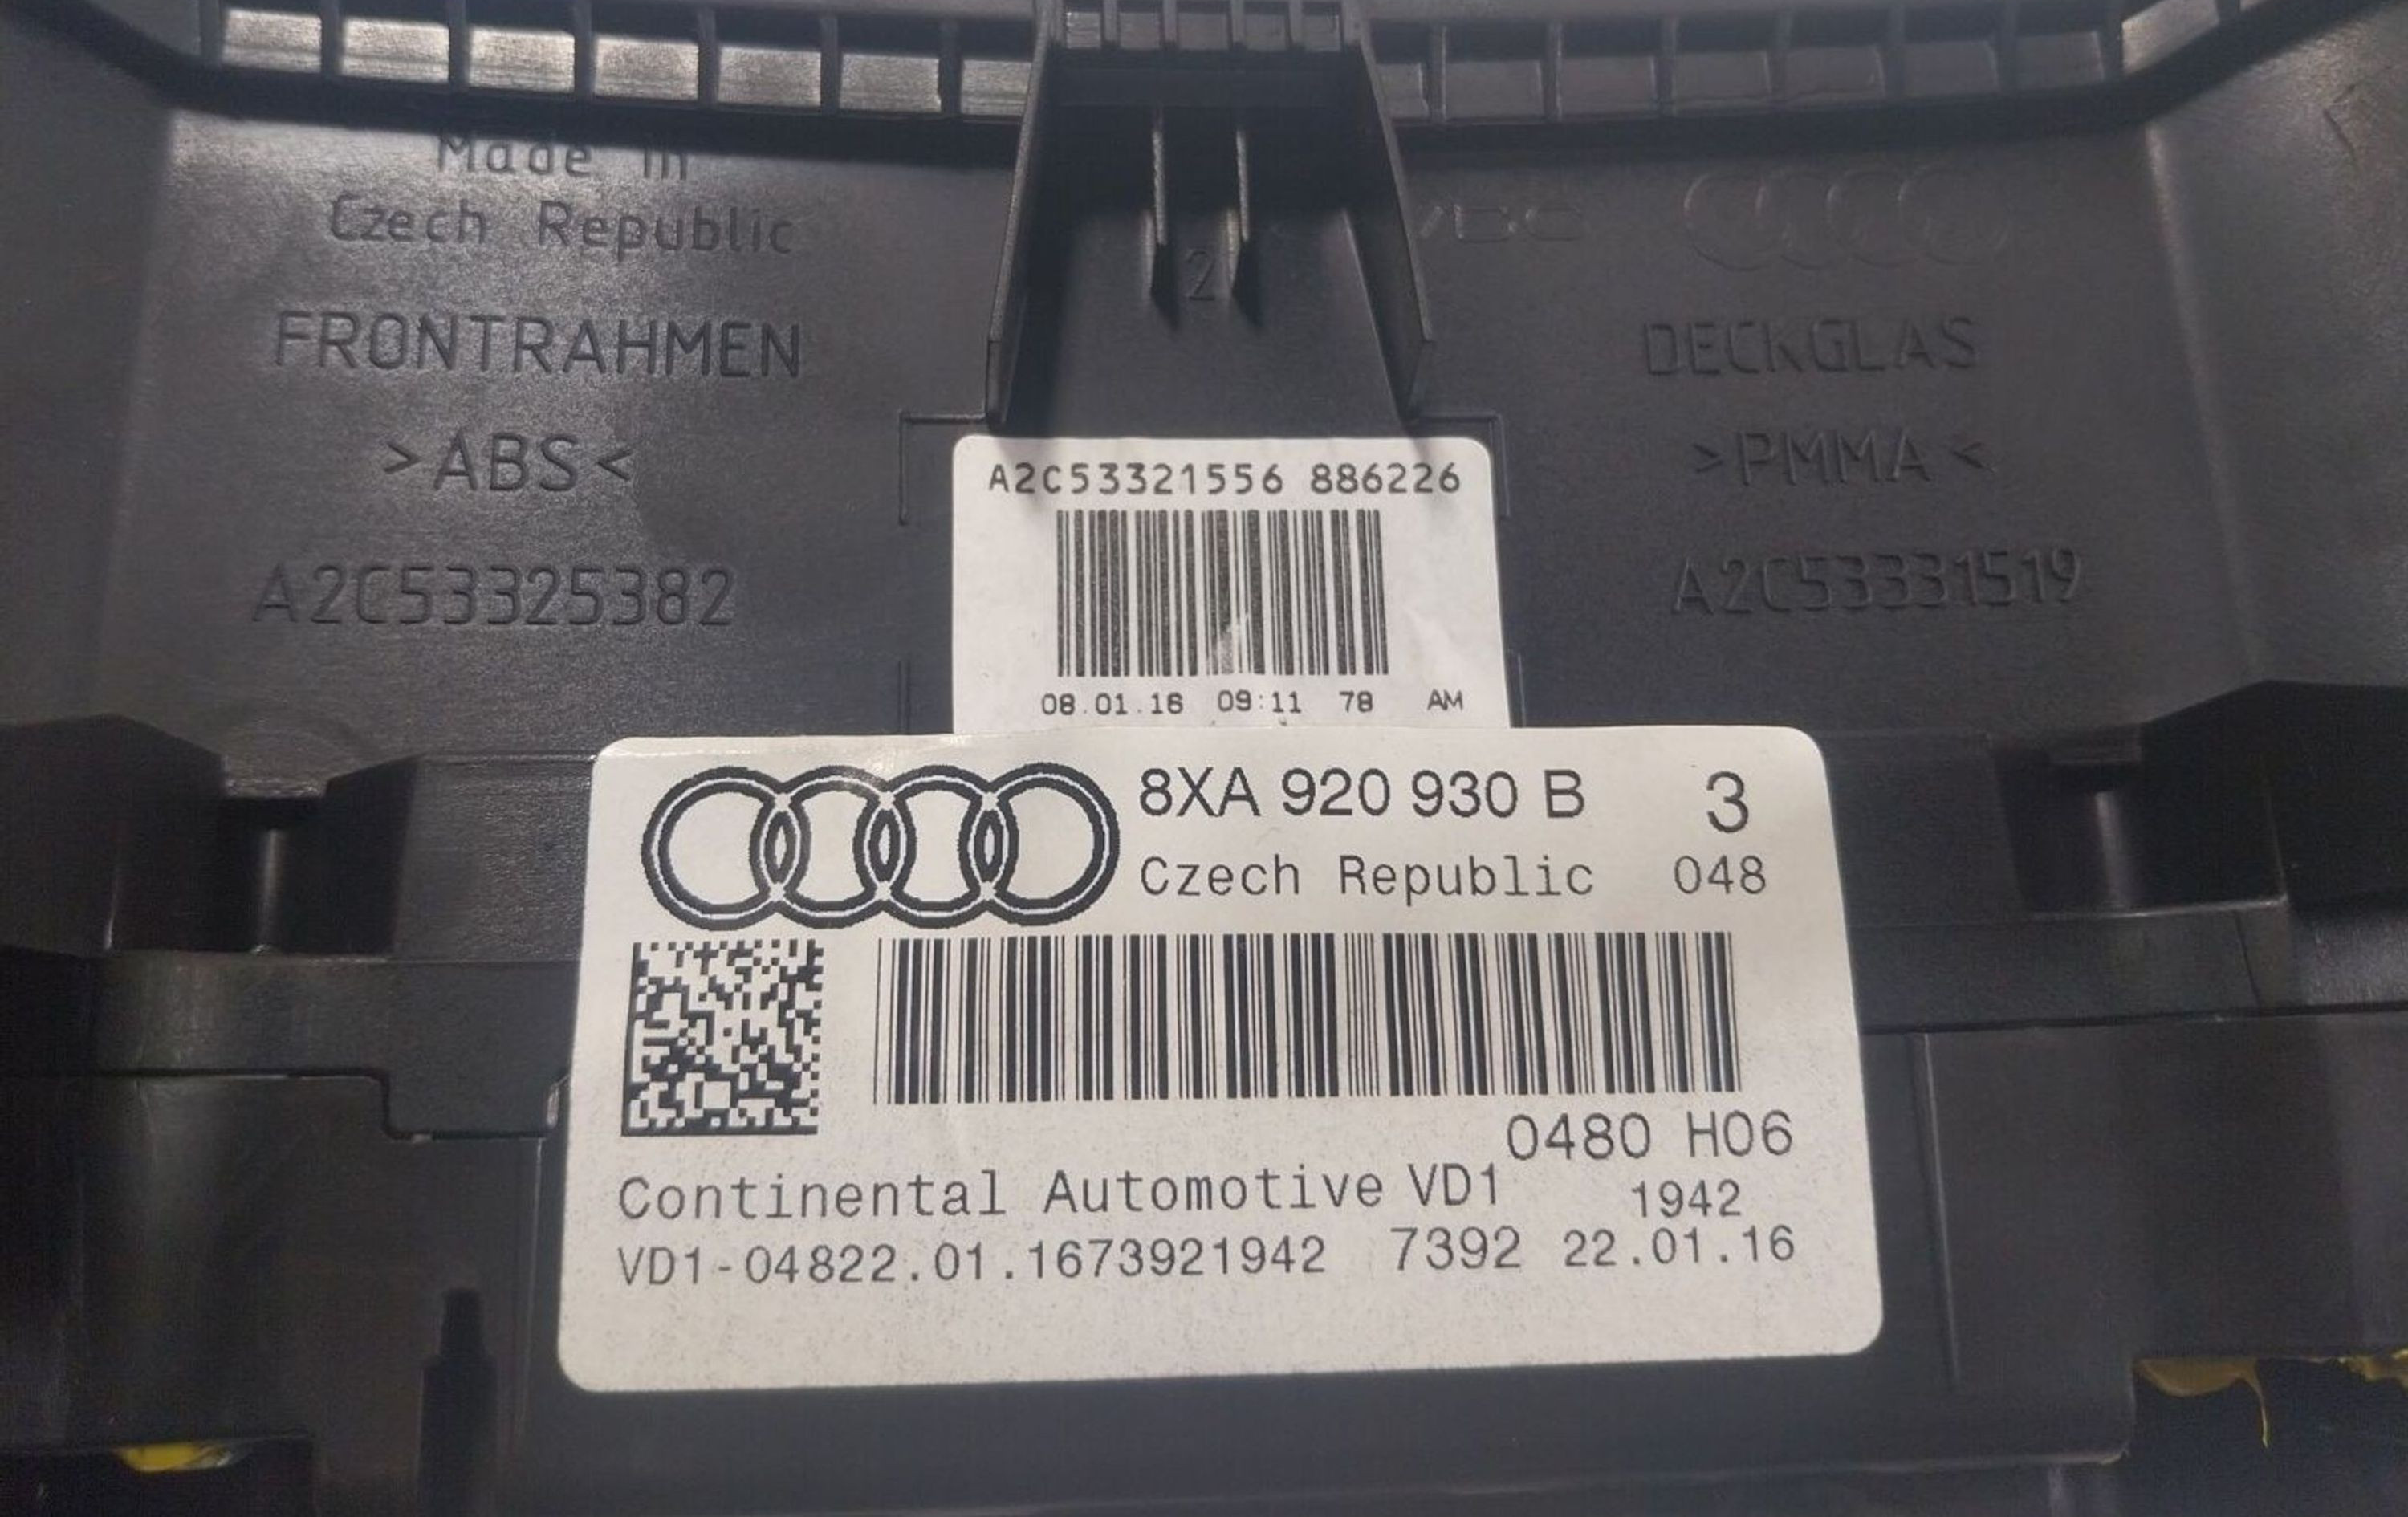 Made in
Czech Republic
FRONTRAHMEN
>ABS<
A2C53325382
2
VDO
DECKGLAS
>PMMA<
A2C53331519
A2C53321556 886226
08.01.16 09:11 78 AM
8XA 920 930 B 3
Czech Republic 048
0480 H06
Continental Automotive VD1 1942
VD1-04822.01.1673921942 7392 22.01.16